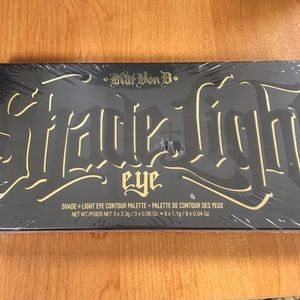 Kat Von D
Shade+Light
eye
SHADE+LIGHT EYE CONTOUR PALETTE • PALETTE DE CONTOUR DES YEUX
NET WT./POIDS NET 3 x 2.3g / 3 x 0.08 Oz. • 9 x 1.1g / 9 x 0.04 Oz